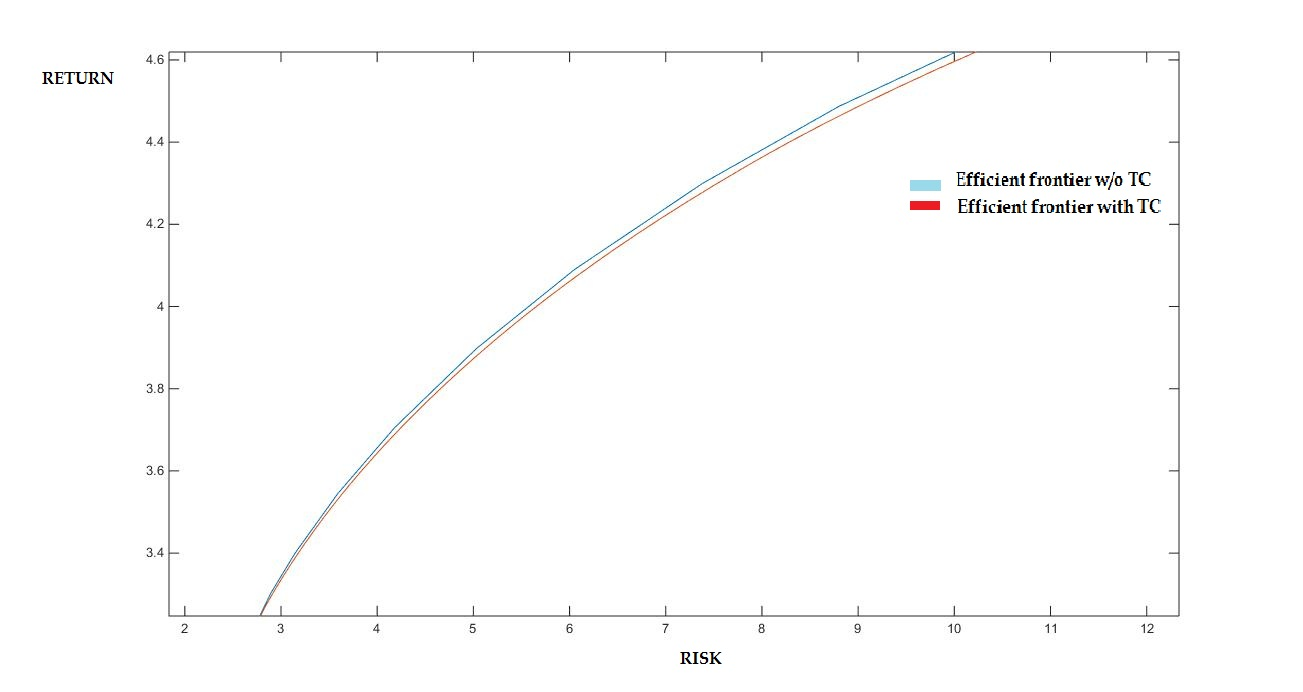 RETURN
4.6
4.4
4.2
4
3.8
3.6
3.4
Efficient frontier w/o TC
Efficient frontier with TC
2 3 4 5 6 7 8 9 10 11 12
RISK